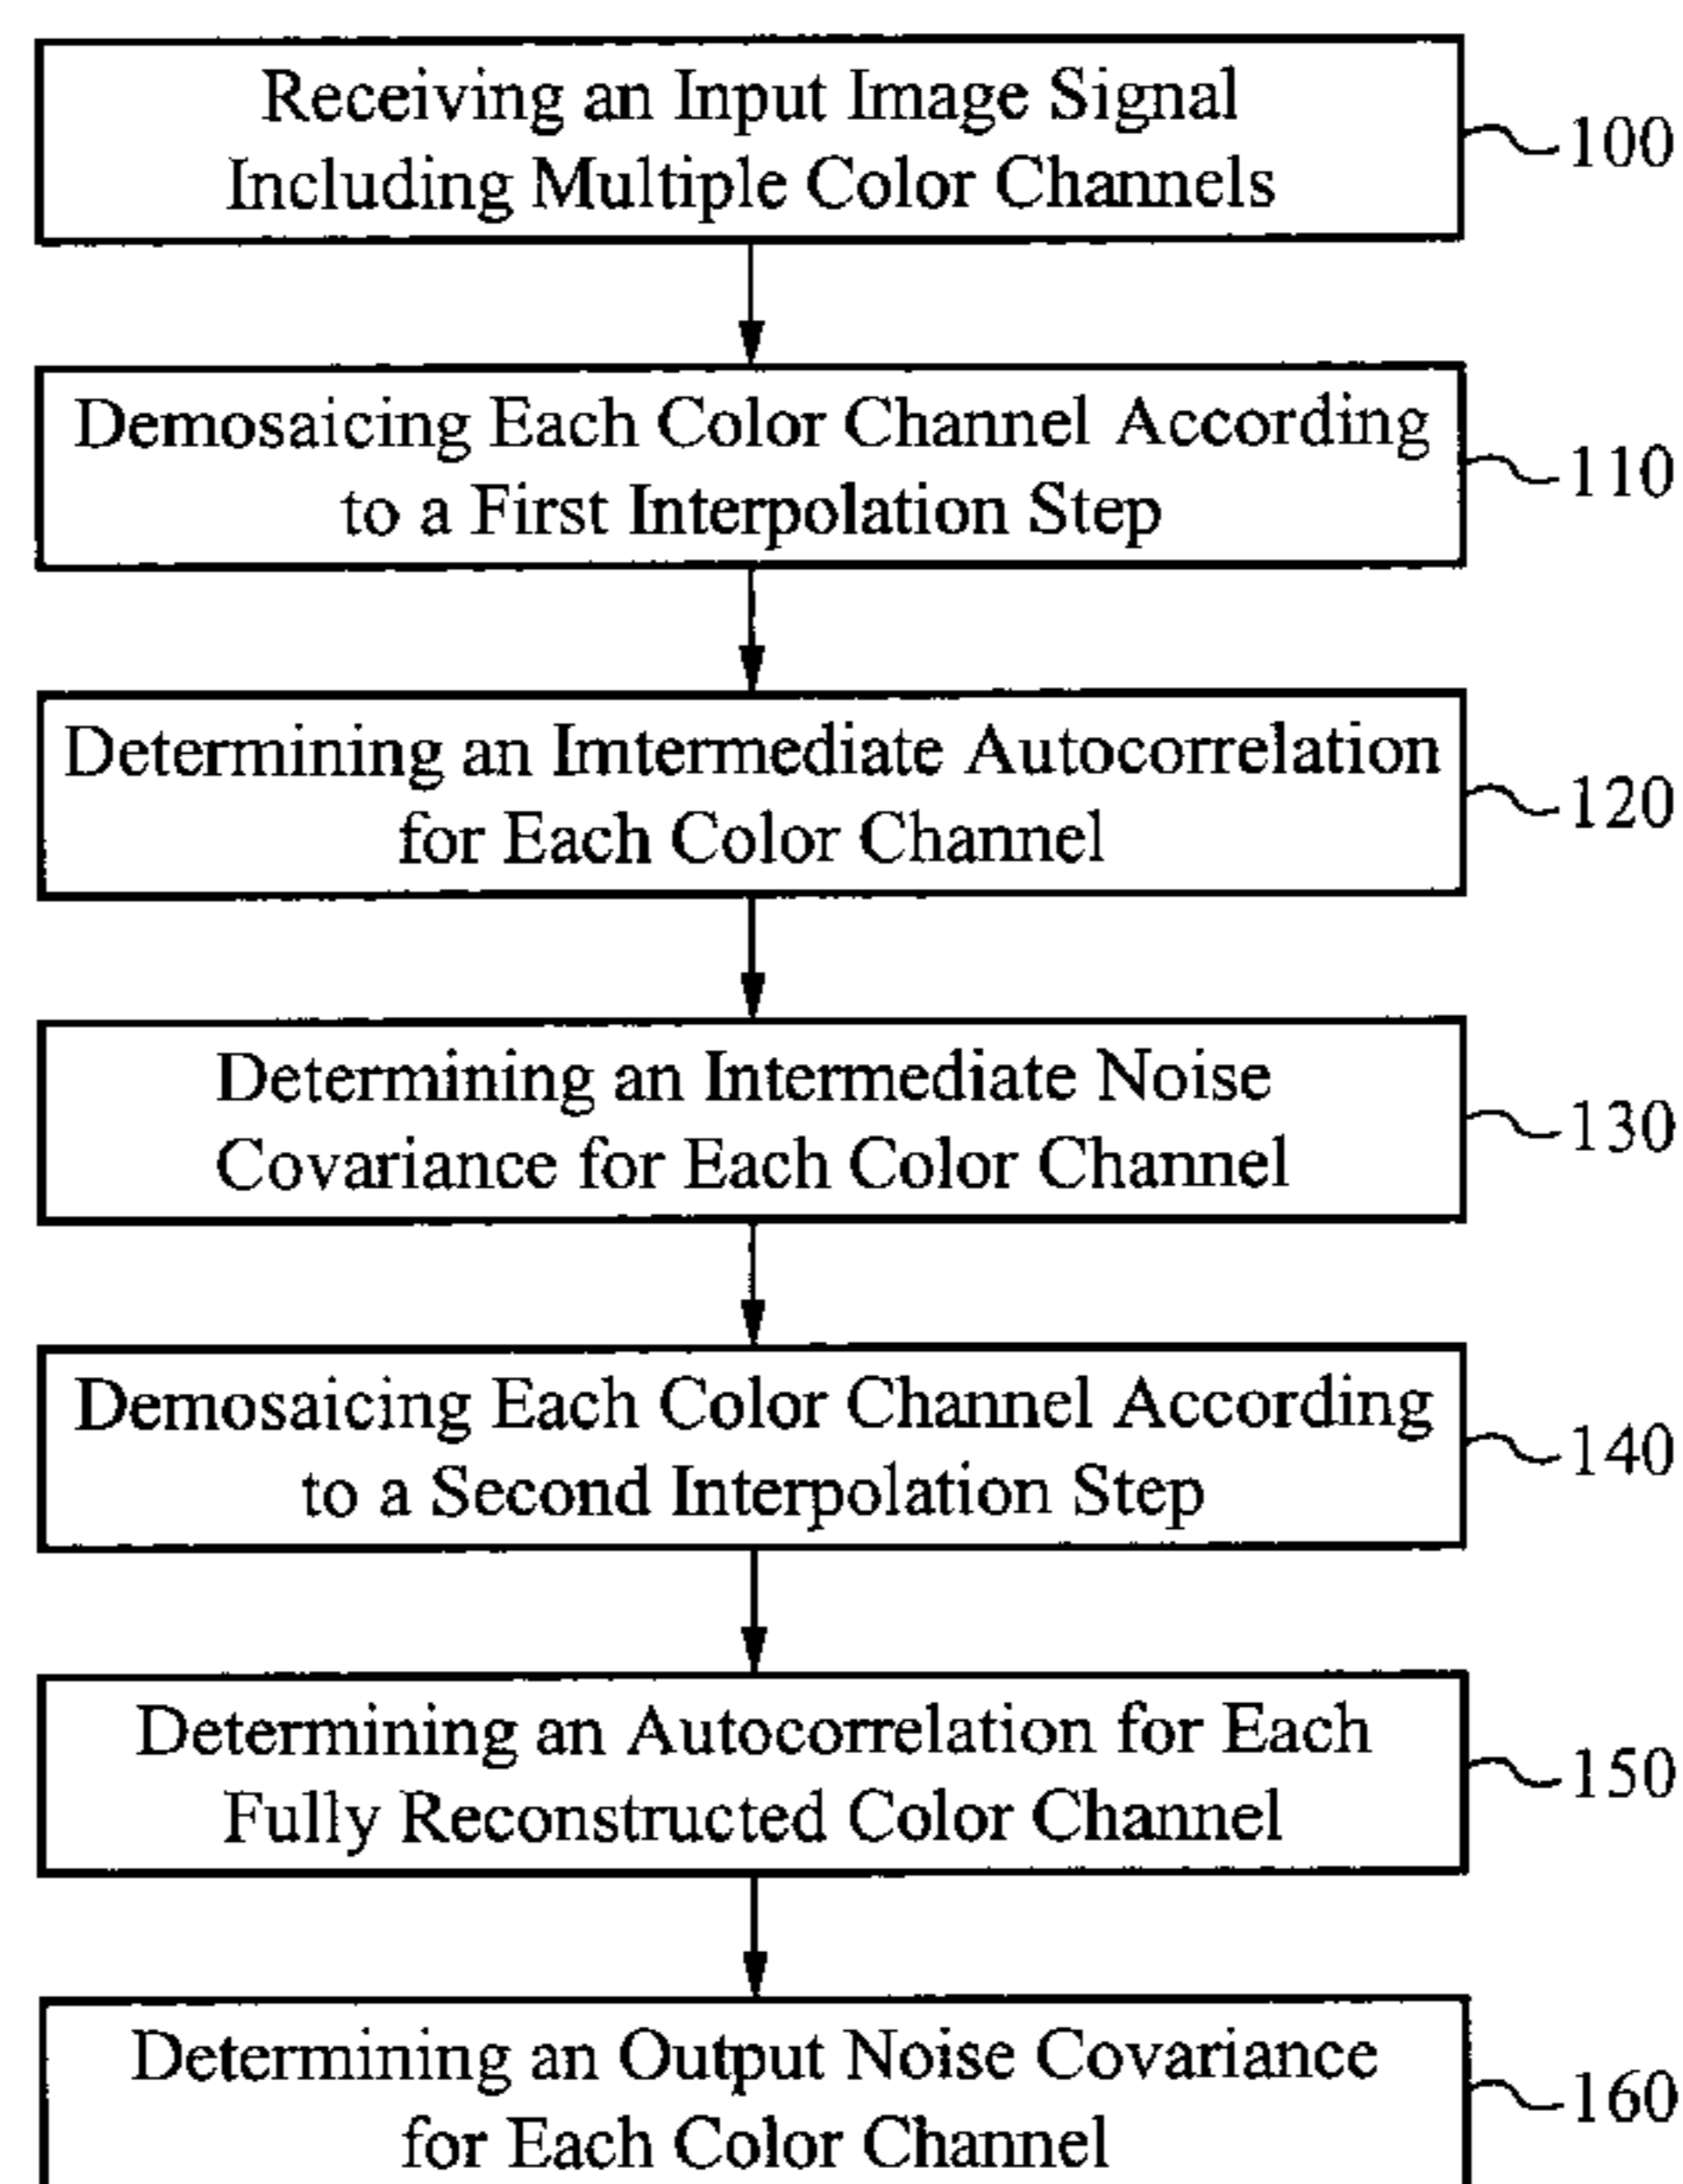 Receiving an Input Image Signal
Including Multiple Color Channels
100
Demosaicing Each Color Channel According
to a First Interpolation Step
110
Determining an Imtermediate Autocorrelation
for Each Color Channel
120
Determining an Intermediate Noise
Covariance for Each Color Channel
130
Demosaicing Each Color Channel According
to a Second Interpolation Step
140
Determining an Autocorrelation for Each
Fully Reconstructed Color Channel
150
Determining an Output Noise Covariance
for Each Color Channel
160